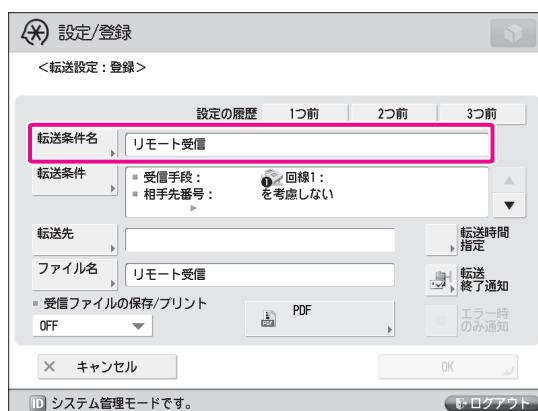 設定/登録
<転送設定：登録>
設定の履歴 1つ前 2つ前 3つ前
転送条件名 リモート受信
転送条件 ■ 受信手段： 1 回線1：
■ 相手先番号： を考慮しない
転送先
転送時間指定
ファイル名 リモート受信
転送終了通知
■ 受信ファイルの保存/プリント
OFF
PDF PDF
エラー時のみ通知
× キャンセル OK
ID システム管理モードです。 ログアウト